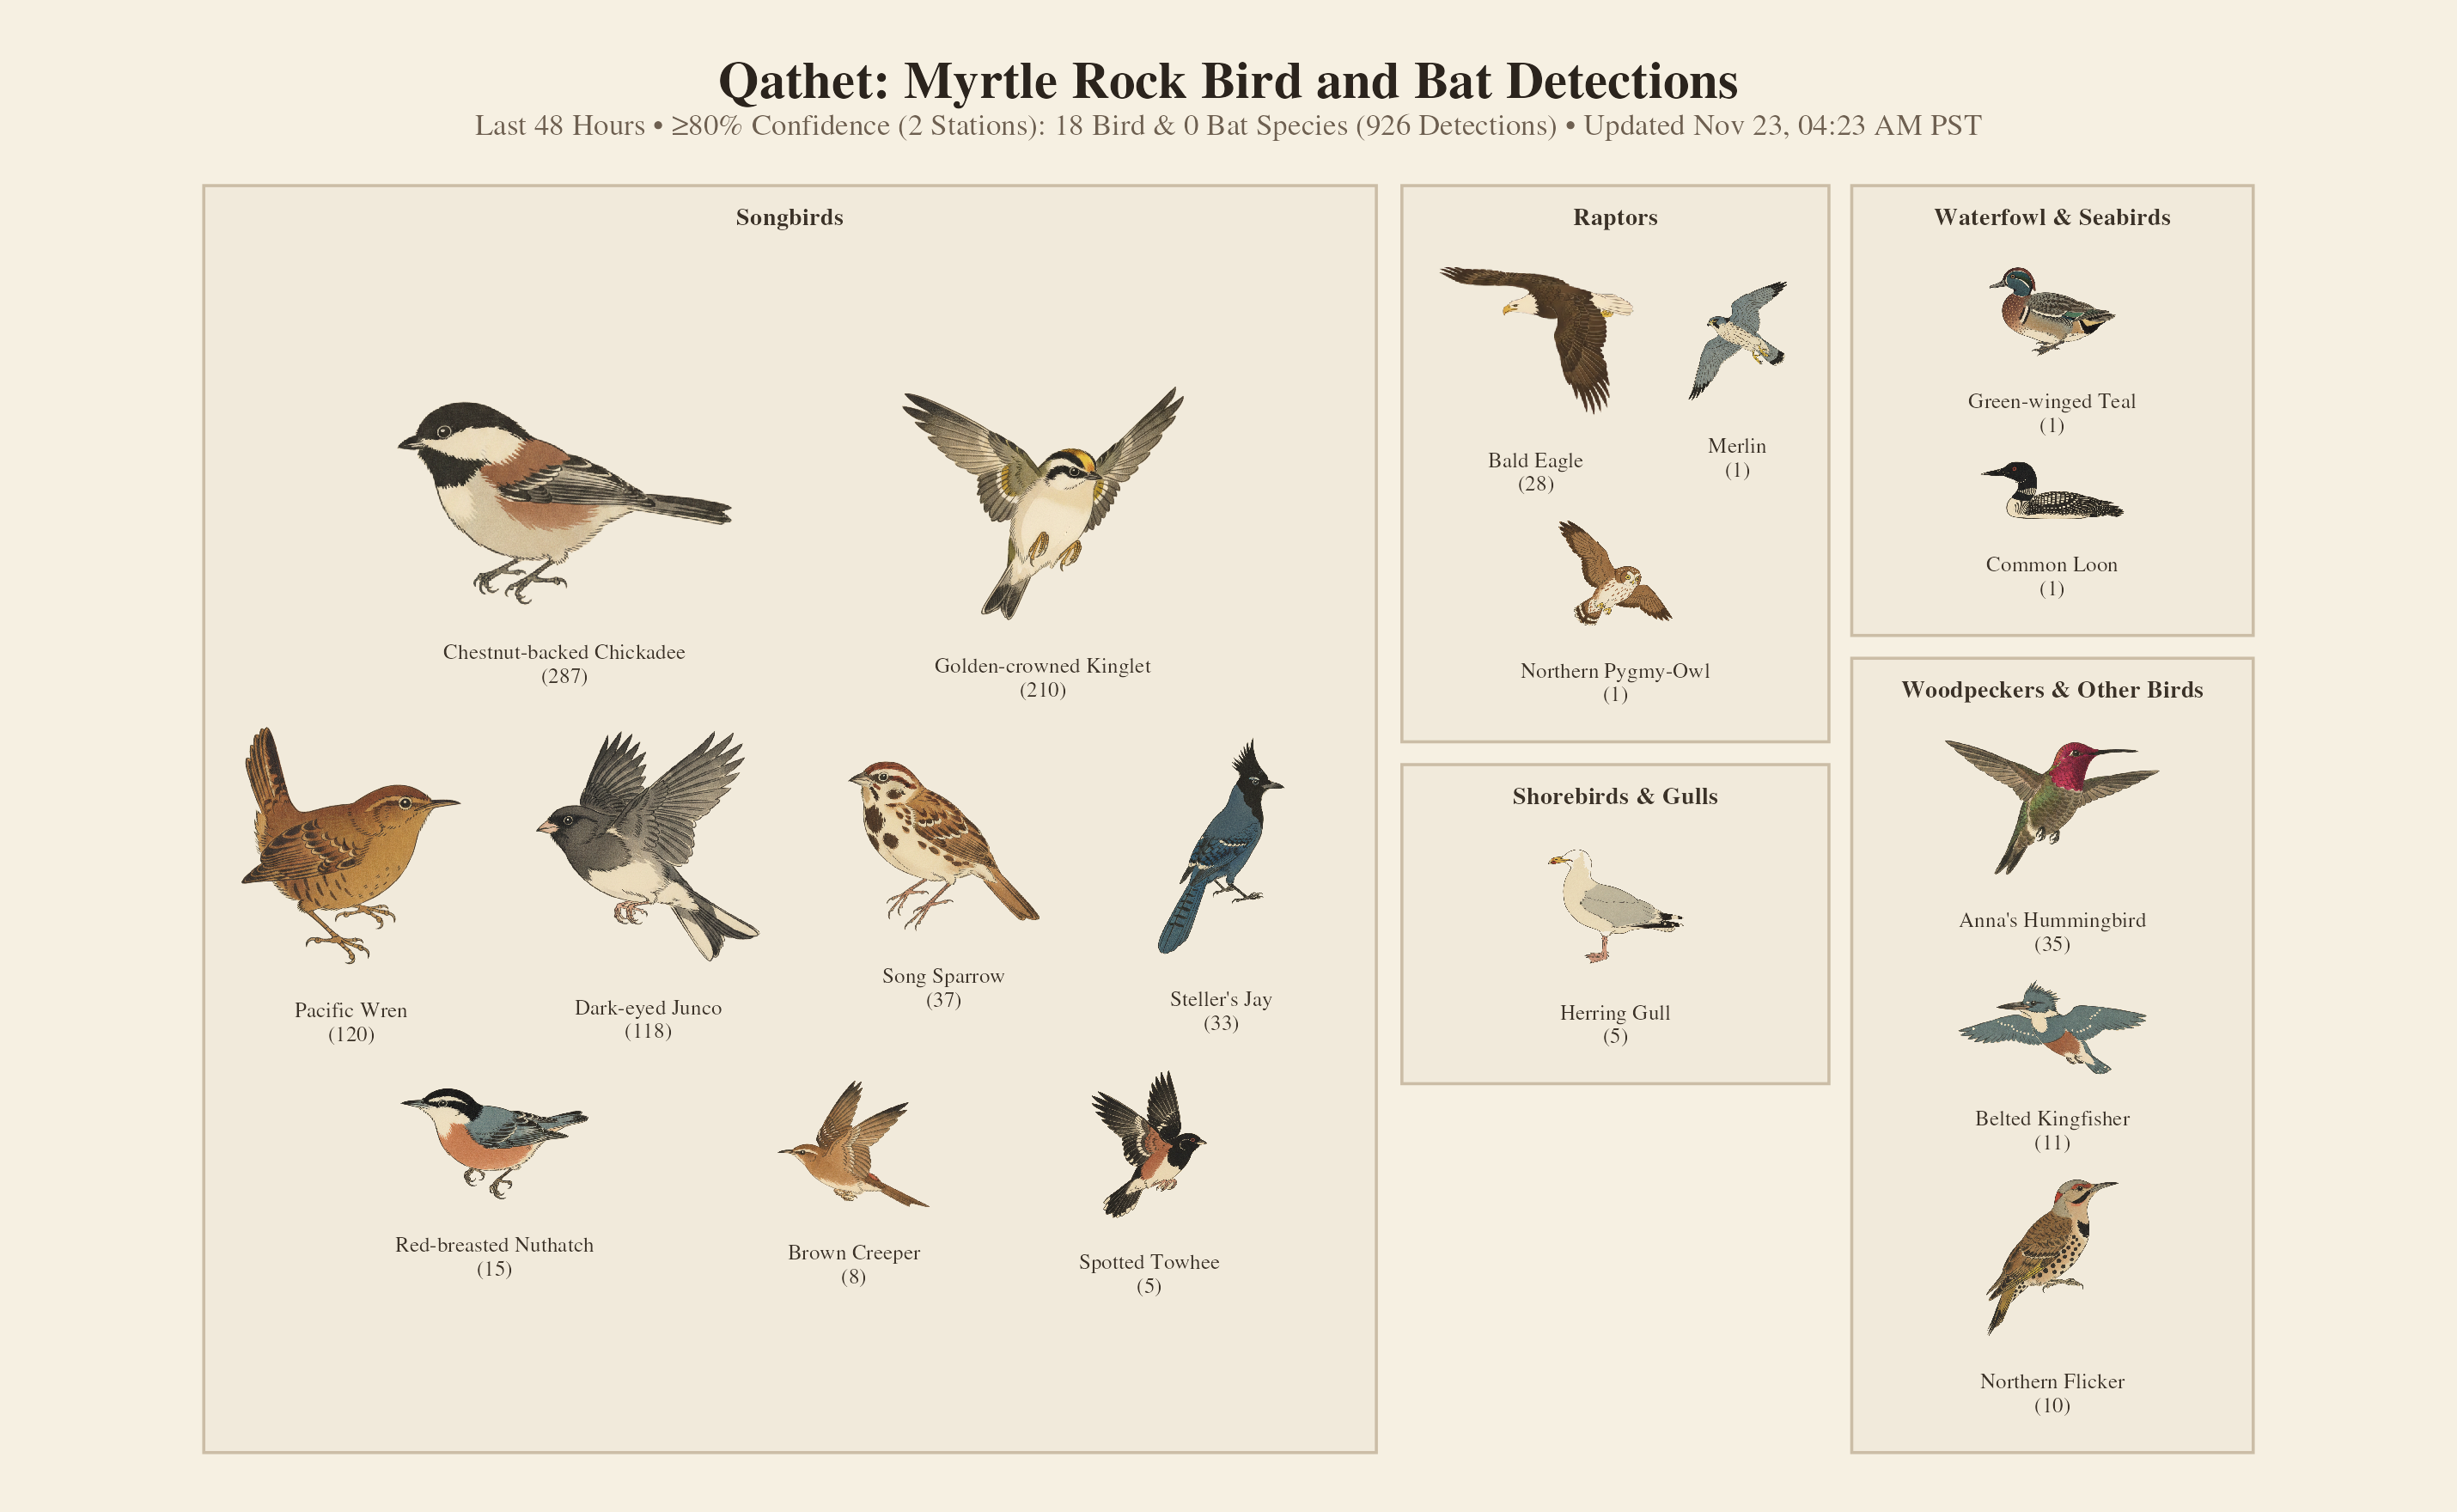 Qathet: Myrtle Rock Bird and Bat Detections
Last 48 Hours • ≥80% Confidence (2 Stations): 18 Bird & 0 Bat Species (926 Detections) • Updated Nov 23, 04:23 AM PST
Songbirds
Chestnut-backed Chickadee
(287)
Golden-crowned Kinglet
(210)
Pacific Wren
(120)
Dark-eyed Junco
(118)
Song Sparrow
(37)
Steller's Jay
(33)
Red-breasted Nuthatch
(15)
Brown Creeper
(8)
Spotted Towhee
(5)
Raptors
Bald Eagle
(28)
Merlin
(1)
Northern Pygmy-Owl
(1)
Shorebirds & Gulls
Herring Gull
(5)
Waterfowl & Seabirds
Green-winged Teal
(1)
Common Loon
(1)
Woodpeckers & Other Birds
Anna's Hummingbird
(35)
Belted Kingfisher
(11)
Northern Flicker
(10)